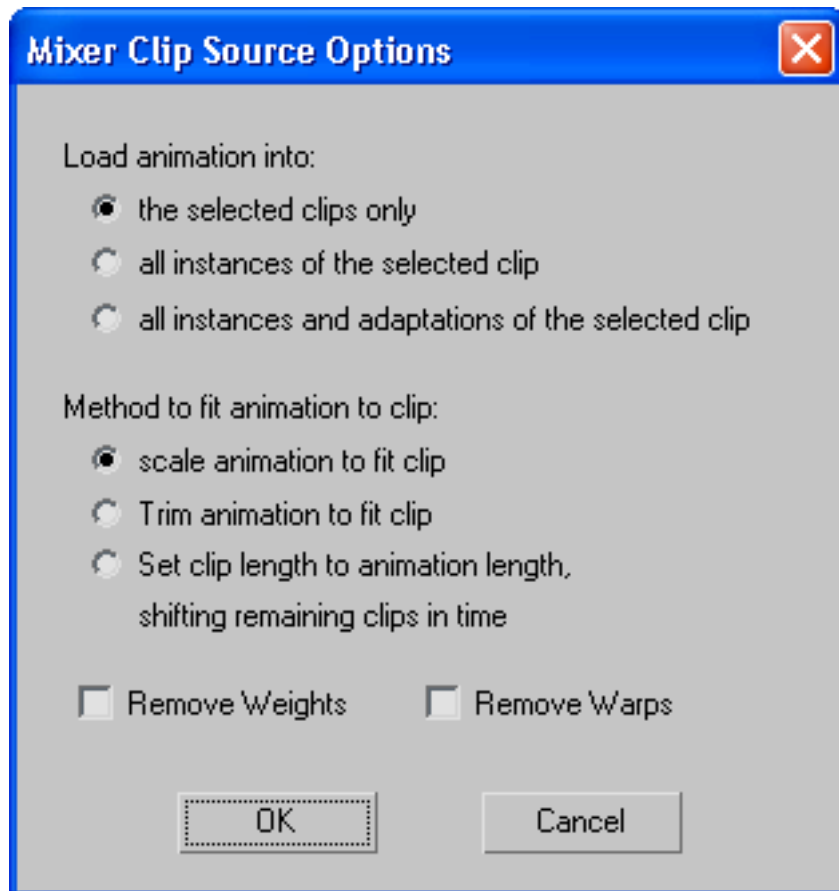 Mixer Clip Source Options
Load animation into:
the selected clips only
all instances of the selected clip
all instances and adaptations of the selected clip
Method to fit animation to clip:
scale animation to fit clip
Trim animation to fit clip
Set clip length to animation length,
shifting remaining clips in time
Remove Weights Remove Warps
OK Cancel